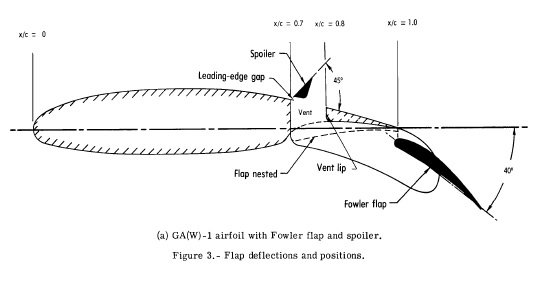 x/c = 0.7 x/c = 0.8 x/c = 1.0
x/c = 0
Spoiler
Leading-edge gap
45°
Vent
Flap nested
Vent lip
40°
Fowler flap
(a) GA(W)-1 airfoil with Fowler flap and spoiler.
Figure 3.- Flap deflections and positions.